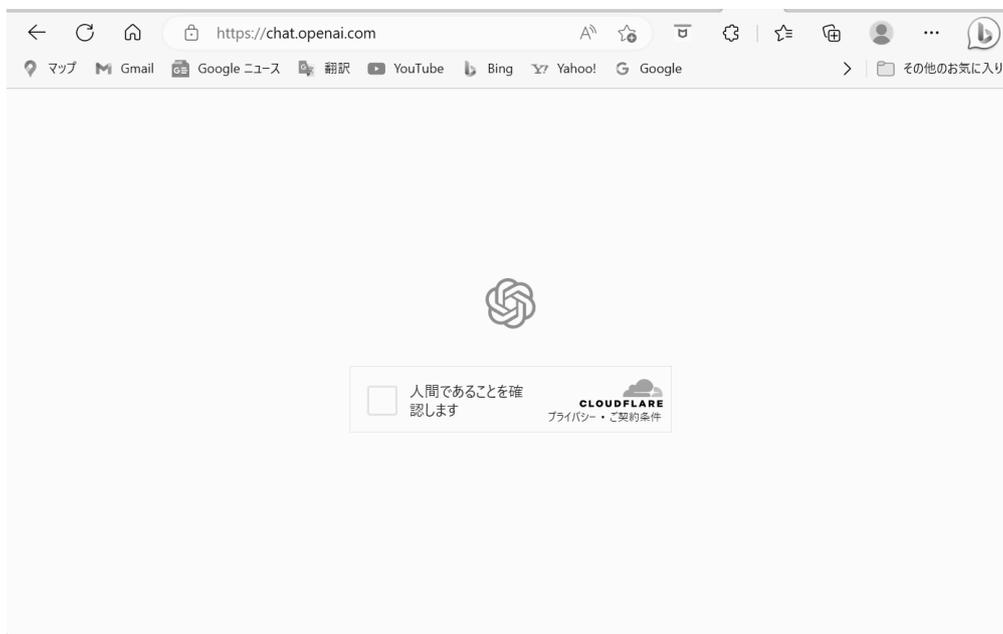 https://chat.openai.com
マップ Gmail Google ニュース 翻訳 YouTube Bing Yahoo! Google その他のお気に入り
人間であることを確
認します
CLOUDFLARE
プライバシー • ご契約条件